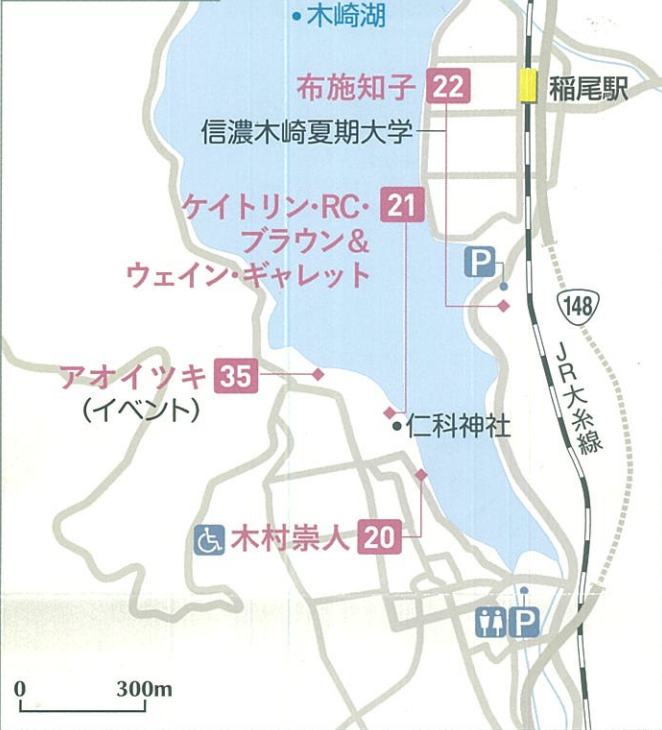 木崎湖
布施知子 22
稲尾駅
信濃木崎夏期大学
ケイトリン・RC・ 21
ブラウン&
ウェイン・ギャレット
P
148
JR大糸線
アオイツキ 35
(イベント)
仁科神社
木村崇人 20
P
0 300m